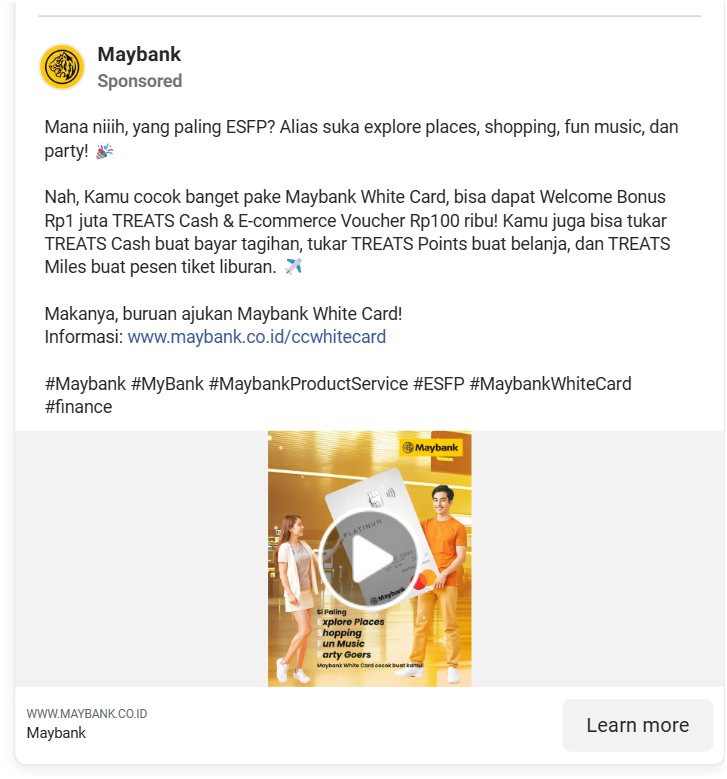 Maybank
Sponsored
Mana niiih, yang paling ESFP? Alias suka explore places, shopping, fun music, dan
party! 🎉
Nah, Kamu cocok banget pake Maybank White Card, bisa dapat Welcome Bonus
Rp1 juta TREATS Cash & E-commerce Voucher Rp100 ribu! Kamu juga bisa tukar
TREATS Cash buat bayar tagihan, tukar TREATS Points buat belanja, dan TREATS
Miles buat pesen tiket liburan. ✈️
Makanya, buruan ajukan Maybank White Card!
Informasi: www.maybank.co.id/ccwhitecard
#Maybank #MyBank #MaybankProductService #ESFP #MaybankWhiteCard
#finance
Maybank
PLATINUM
Maybank
Si Paling
Explore Places
Shopping
Fun Music
Party Goers
Maybank White Card cocok buat kamu!
WWW.MAYBANK.CO.ID
Maybank
Learn more